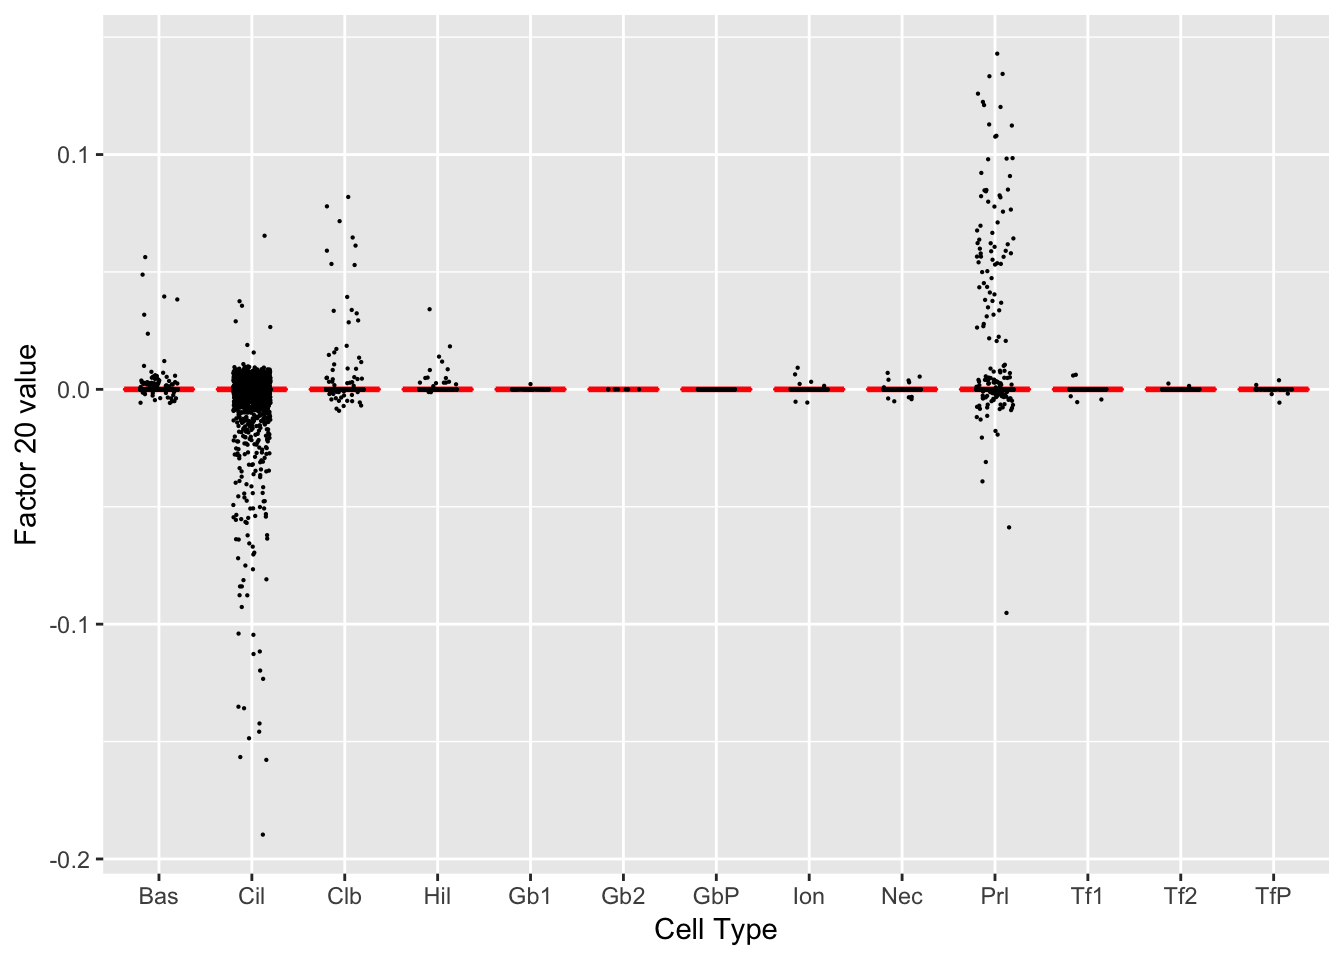 Factor 20 value
0.1
0.0
-0.1
-0.2
Bas Cil Clb Hil Gb1 Gb2 GbP Ion Nec Prl Tf1 Tf2 TfP
Cell Type